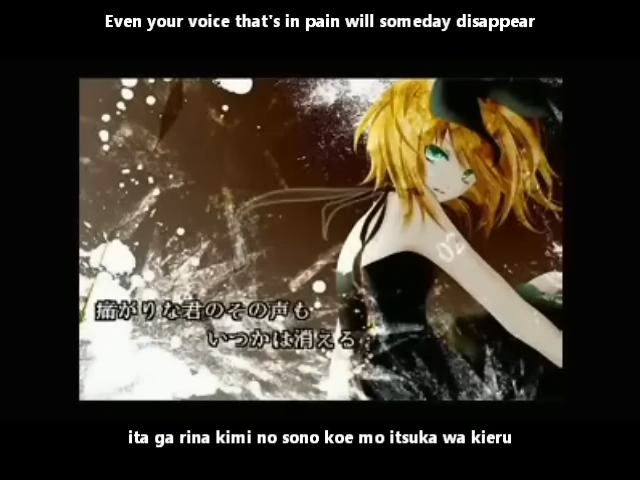 Even your voice that's in pain will someday disappear
02
痛がりな君のその声も
いつかは消える
ita ga rina kimi no sono koe mo itsuka wa kieru